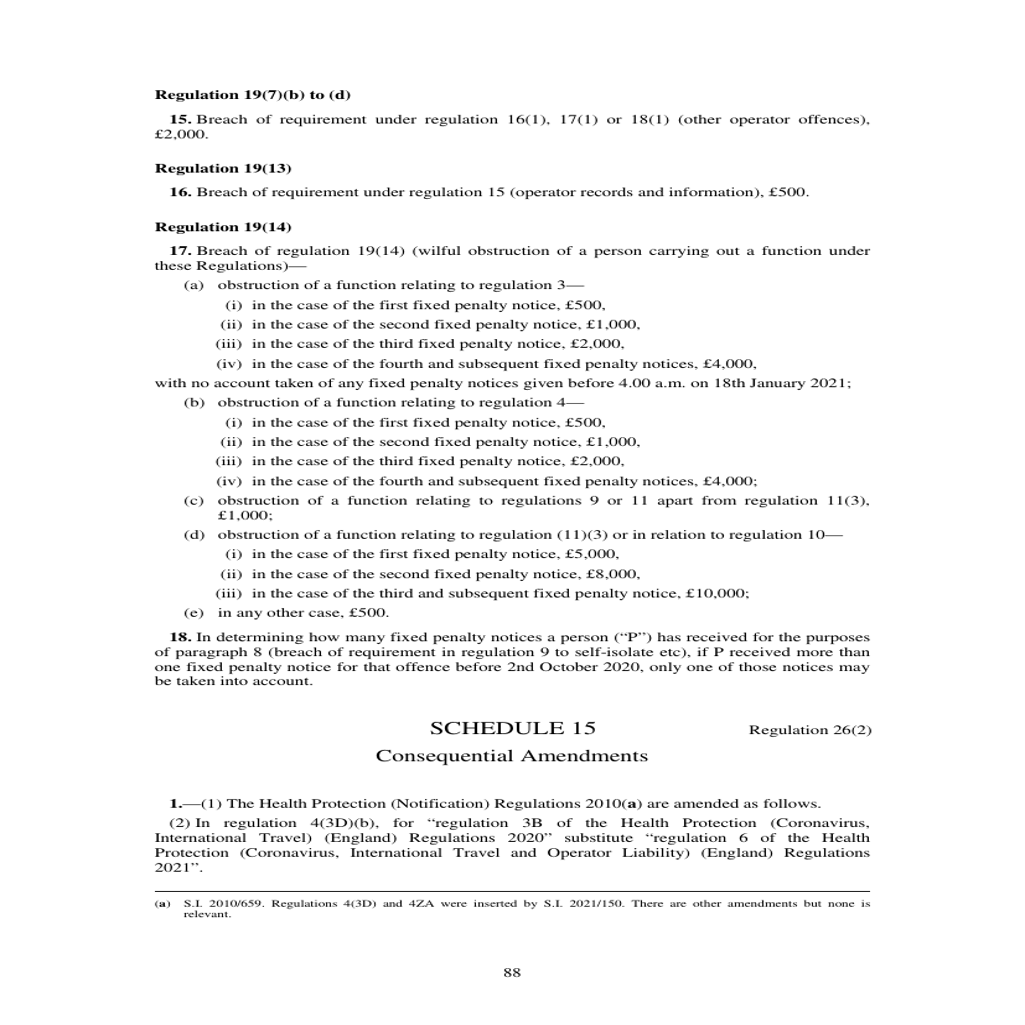 Regulation 19(7)(b) to (d)
15. Breach of requirement under regulation 16(1), 17(1) or 18(1) (other operator offences),
£2,000.
Regulation 19(13)
16. Breach of requirement under regulation 15 (operator records and information), £500.
Regulation 19(14)
17. Breach of regulation 19(14) (wilful obstruction of a person carrying out a function under
these Regulations)—
(a) obstruction of a function relating to regulation 3—
(i) in the case of the first fixed penalty notice, £500,
(ii) in the case of the second fixed penalty notice, £1,000,
(iii) in the case of the third fixed penalty notice, £2,000,
(iv) in the case of the fourth and subsequent fixed penalty notices, £4,000,
with no account taken of any fixed penalty notices given before 4.00 a.m. on 18th January 2021;
(b) obstruction of a function relating to regulation 4—
(i) in the case of the first fixed penalty notice, £500,
(ii) in the case of the second fixed penalty notice, £1,000,
(iii) in the case of the third fixed penalty notice, £2,000,
(iv) in the case of the fourth and subsequent fixed penalty notices, £4,000;
(c) obstruction of a function relating to regulations 9 or 11 apart from regulation 11(3),
£1,000;
(d) obstruction of a function relating to regulation (11)(3) or in relation to regulation 10—
(i) in the case of the first fixed penalty notice, £5,000,
(ii) in the case of the second fixed penalty notice, £8,000,
(iii) in the case of the third and subsequent fixed penalty notice, £10,000;
(e) in any other case, £500.
18. In determining how many fixed penalty notices a person (“P”) has received for the purposes
of paragraph 8 (breach of requirement in regulation 9 to self-isolate etc), if P received more than
one fixed penalty notice for that offence before 2nd October 2020, only one of those notices may
be taken into account.
SCHEDULE 15 Regulation 26(2)
Consequential Amendments
1.—(1) The Health Protection (Notification) Regulations 2010(a) are amended as follows.
(2) In regulation 4(3D)(b), for “regulation 3B of the Health Protection (Coronavirus,
International Travel) (England) Regulations 2020” substitute “regulation 6 of the Health
Protection (Coronavirus, International Travel and Operator Liability) (England) Regulations
2021”.
(a) S.I. 2010/659. Regulations 4(3D) and 4ZA were inserted by S.I. 2021/150. There are other amendments but none is
relevant.
88